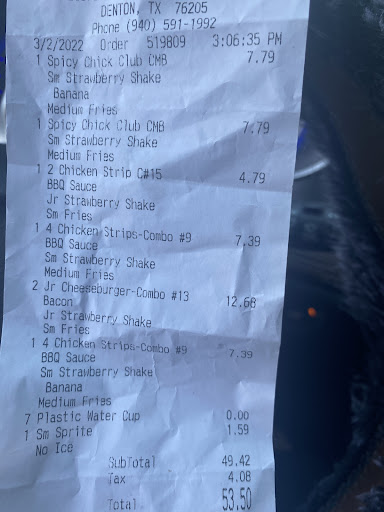 DENTON, TX 76205
Phone (940) 591-1992
3/2/2022 Order 519809 3:06:35 PM
1 Spicy Chick Club CMB 7.79
Sm Strawberry Shake
Banana
Medium Fries
1 Spicy Chick Club CMB 7.79
Sm Strawberry Shake
Medium Fries
1 2 Chicken Strip C#15 4.79
BBQ Sauce
Jr Strawberry Shake
Sm Fries
1 4 Chicken Strips-Combo #9 7.39
BBQ Sauce
Sm Strawberry Shake
Medium Fries
2 Jr Cheeseburger-Combo #13 12.68
Bacon
Jr Strawberry Shake
Sm Fries
1 4 Chicken Strips-Combo #9 7.39
BBQ Sauce
Sm Strawberry Shake
Banana
Medium Fries
7 Plastic Water Cup 0.00
1 Sm Sprite 1.59
No Ice
SubTotal 49.42
Tax 4.08
Total 53.50